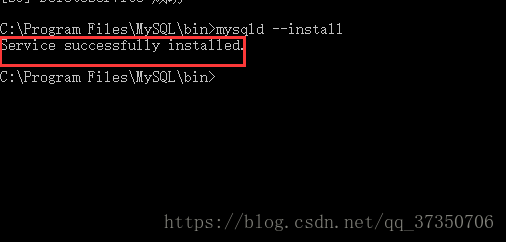 C:\Program Files\MySQL\bin>mysqld --install
Service successfully installed.
C:\Program Files\MySQL\bin>
https://blog.csdn.net/qq_37350706